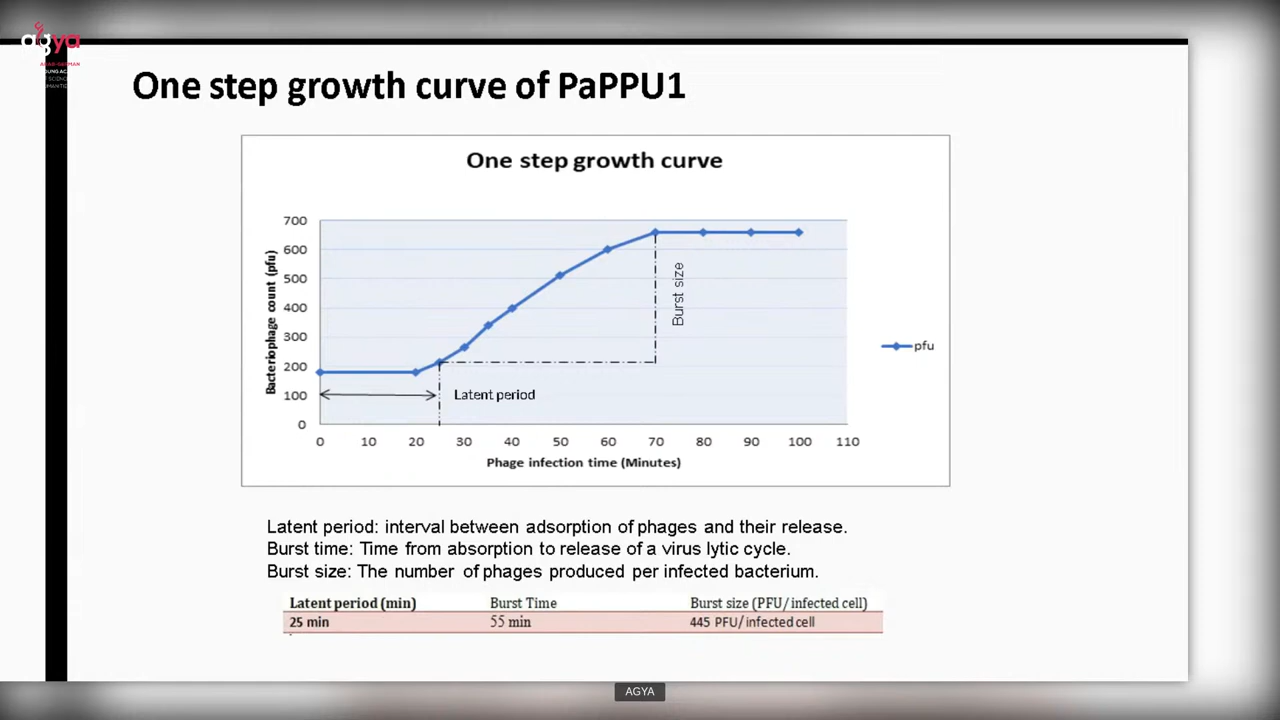 agya
ARAB-GERMAN
One step growth curve of PaPPU1
One step growth curve
Bacteriophage count (pfu)
700
600
500
400
300
200
100
0
Burst size
Latent period
pfu
0 10 20 30 40 50 60 70 80 90 100 110
Phage infection time (Minutes)
Latent period: interval between adsorption of phages and their release.
Burst time: Time from absorption to release of a virus lytic cycle.
Burst size: The number of phages produced per infected bacterium.
Latent period (min) Burst Time Burst size (PFU/infected cell)
25 min 55 min 445 PFU/infected cell
AGYA